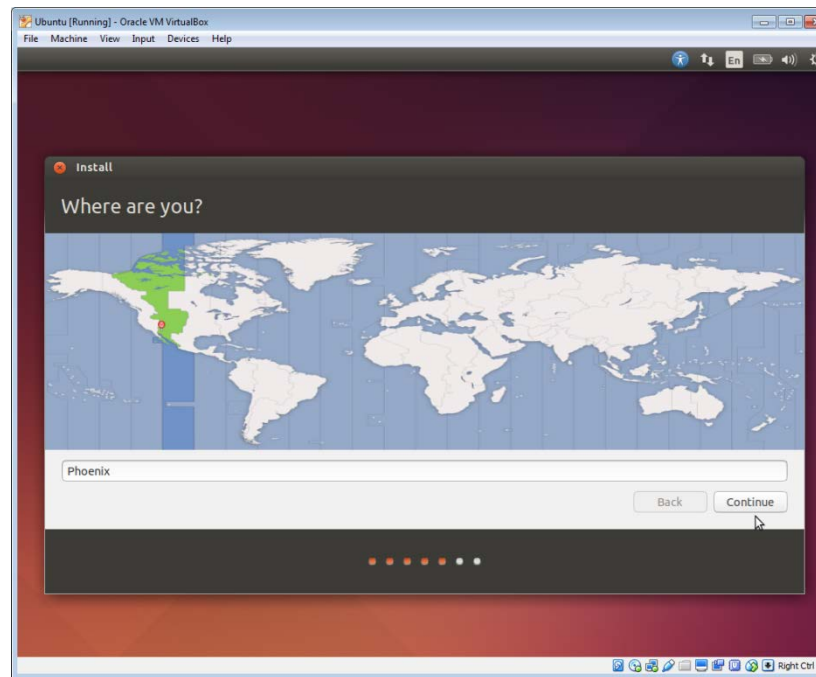 Ubuntu [Running] - Oracle VM VirtualBox
File Machine View Input Devices Help
En
Install
Where are you?
Phoenix
Back Continue
Right Ctrl